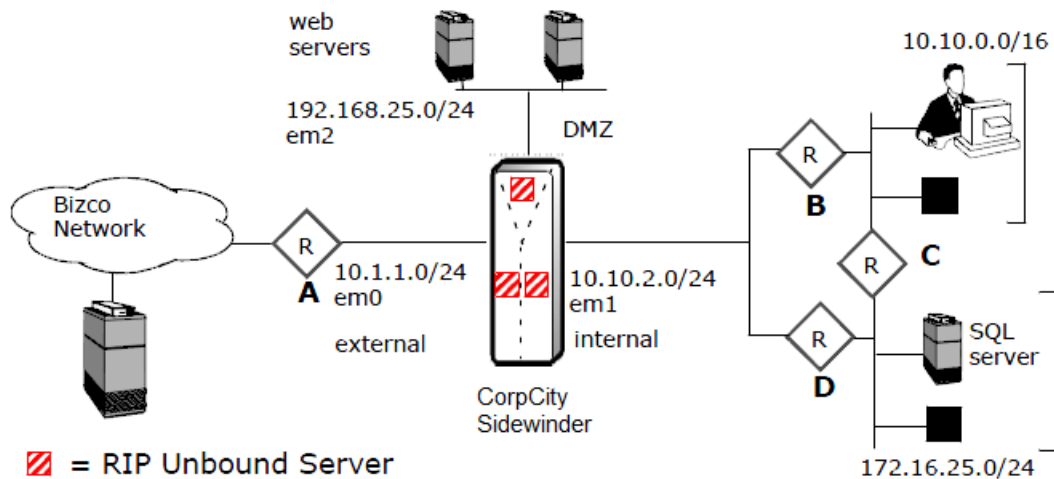 web
servers
10.10.0.0/16
192.168.25.0/24
em2
DMZ
R
B
Bizco
Network
R
A
10.1.1.0/24
em0
external
10.10.2.0/24
em1
internal
R
C
R
D
SQL
server
CorpCity
Sidewinder
= RIP Unbound Server
172.16.25.0/24